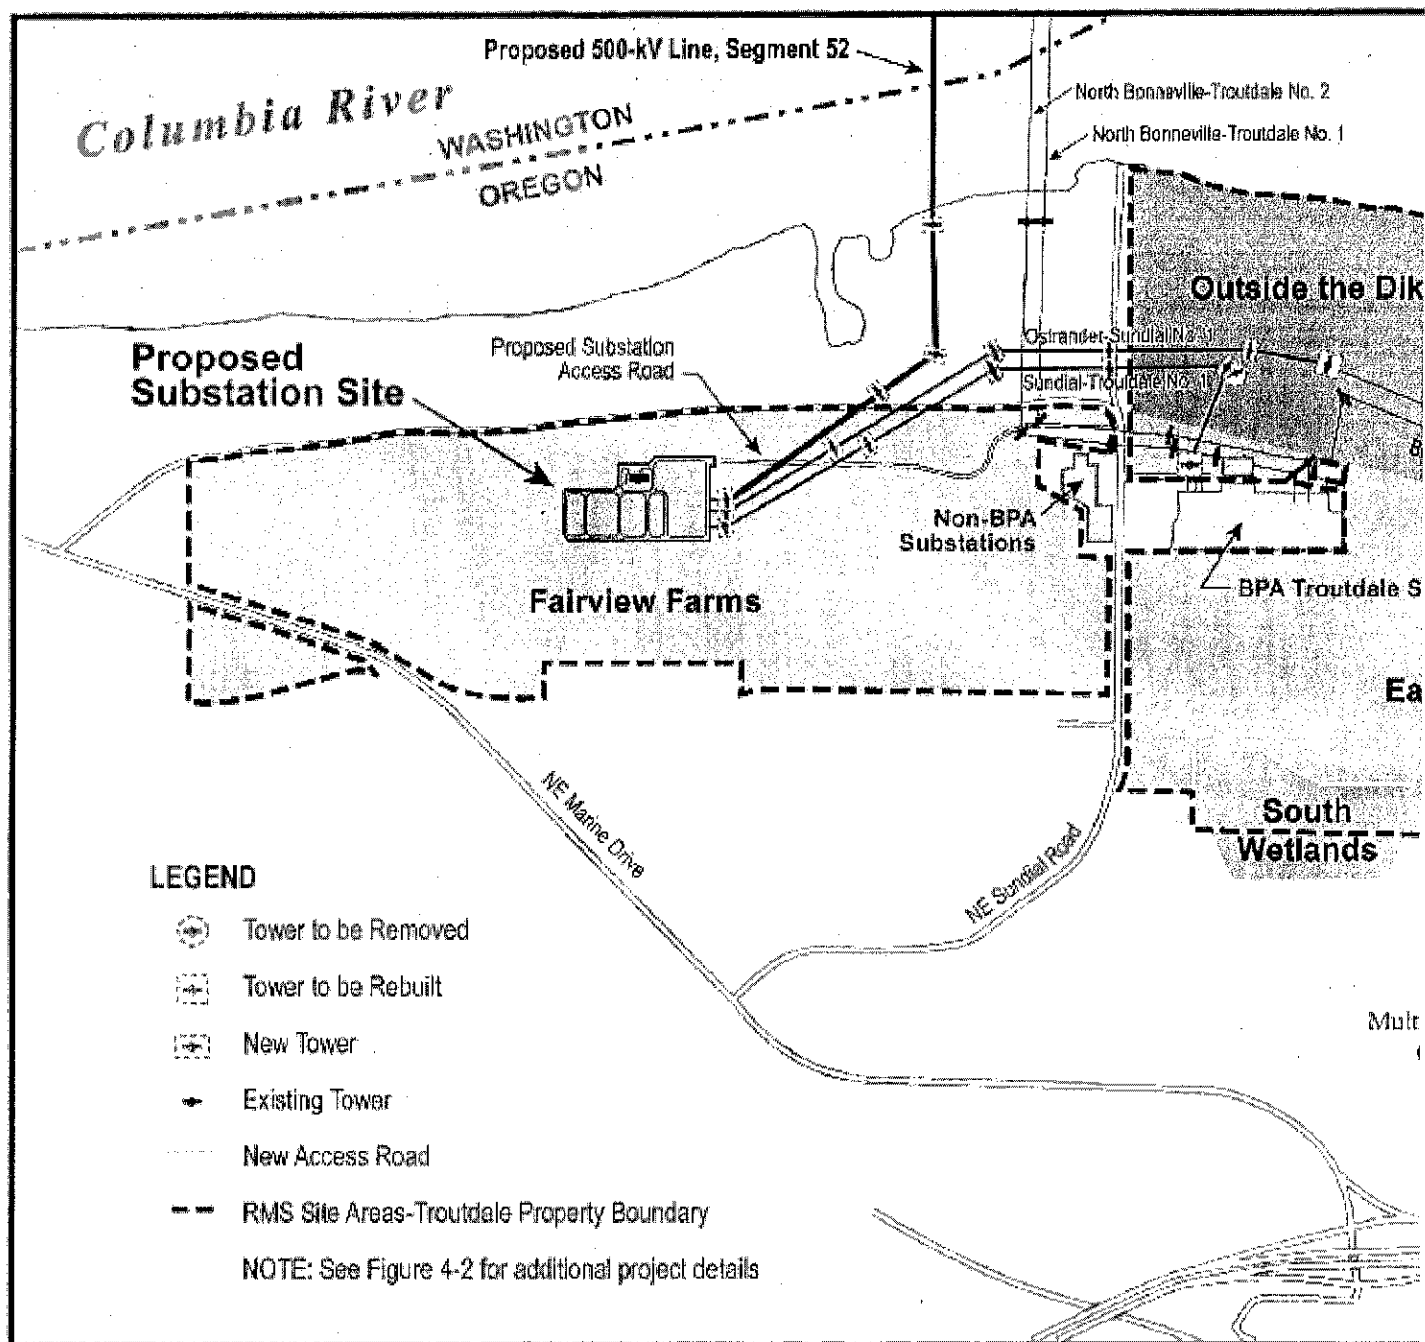 Proposed 500-kV Line, Segment 52
Columbia River
WASHINGTON
OREGON
North Bonneville-Troutdale No. 2
North Bonneville-Troutdale No. 1
Outside the Dik
Proposed
Substation Site
Proposed Substation
Access Road
Ostrander-Sundial No. 1
Sundial-Troutdale No. 1
Non-BPA
Substations
BPA Troutdale S
Fairview Farms
Ea
NE Marine Drive
NE Sundial Road
South
Wetlands
Mult
LEGEND
Tower to be Removed
Tower to be Rebuilt
New Tower
Existing Tower
New Access Road
RMS Site Areas-Troutdale Property Boundary
NOTE: See Figure 4-2 for additional project details